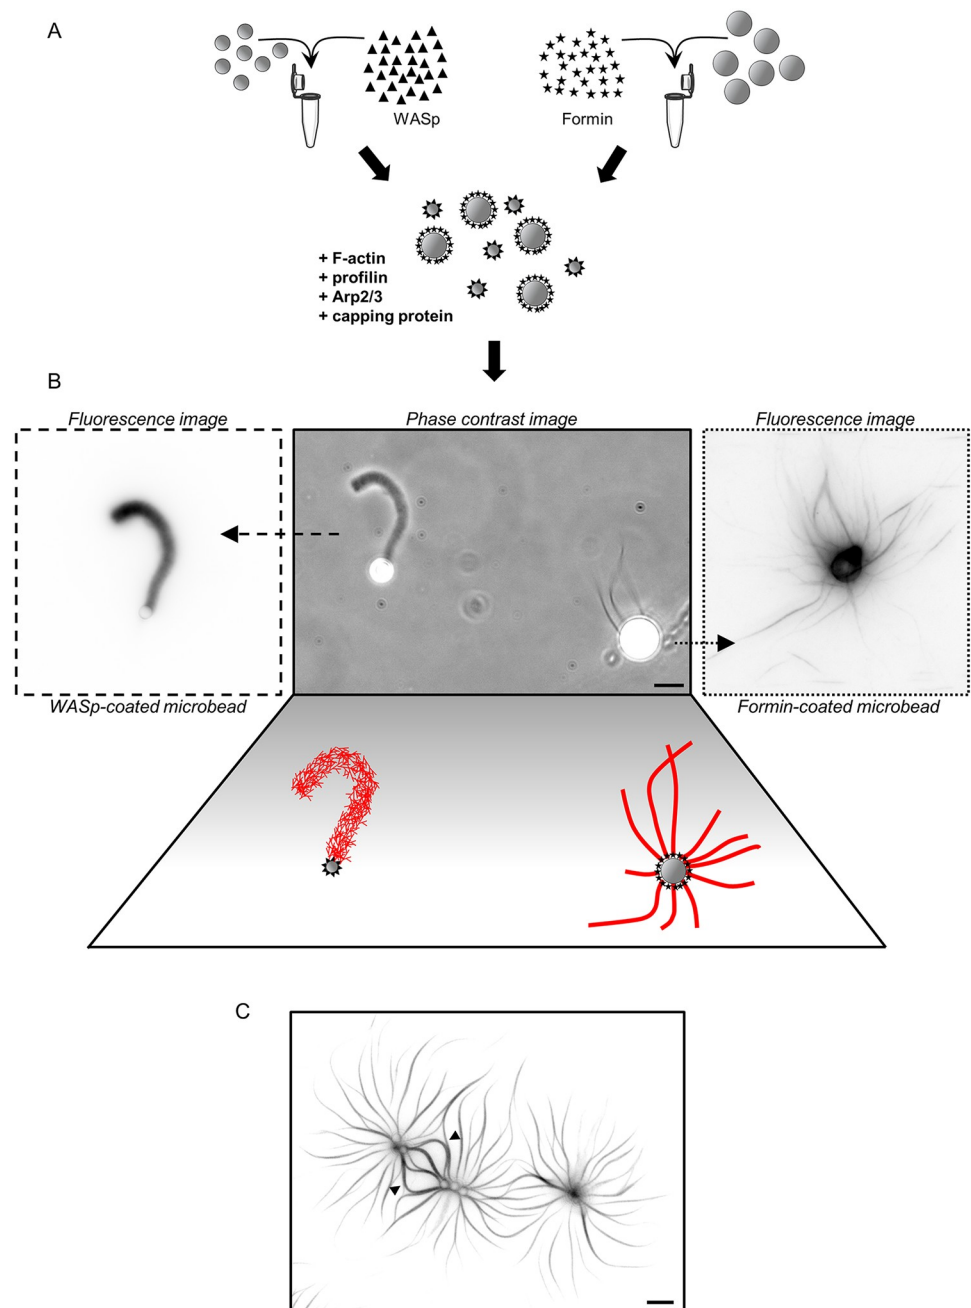 A
WASp
Formin
+ F-actin
+ profilin
+ Arp2/3
+ capping protein
B
Fluorescence image
Phase contrast image
Fluorescence image
WASp-coated microbead
Formin-coated microbead
C